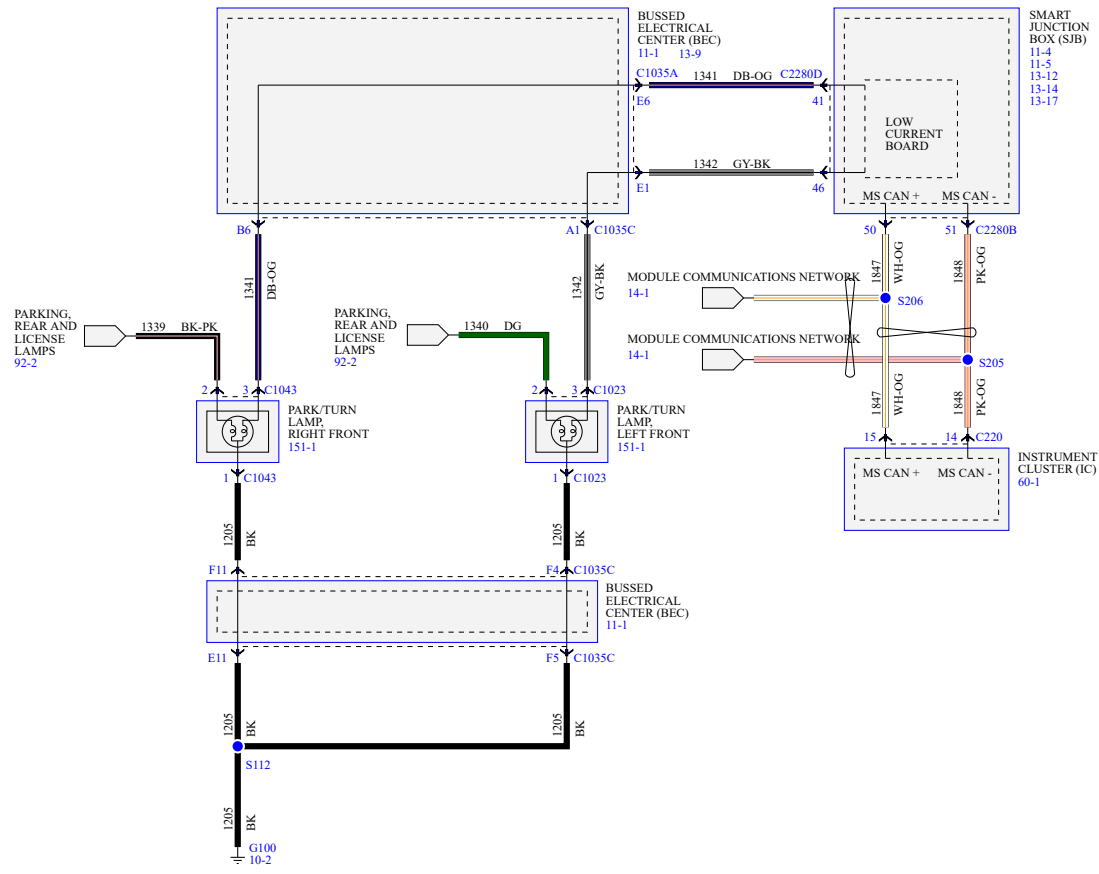 BUSSED
ELECTRICAL
CENTER (BEC)
11-1 13-9
SMART
JUNCTION
BOX (SJB)
11-4
11-5
13-12
13-14
13-17
C1035A 1341 DB-OG C2280D
E6 41
LOW
CURRENT
BOARD
1342 GY-BK
E1 46
MS CAN + MS CAN -
B6 A1 C1035C 50 51 C2280B
1341 DB-OG
1342 GY-BK
1847 WH-OG
1848 PK-OG
MODULE COMMUNICATIONS NETWORK
14-1
S206
PARKING,
REAR AND
LICENSE
LAMPS
92-2
1339 BK-PK
PARKING,
REAR AND
LICENSE
LAMPS
92-2
1340 DG
MODULE COMMUNICATIONS NETWORK
14-1
S205
2 3 C1043
2 3 C1023
1847 WH-OG
1848 PK-OG
PARK/TURN
LAMP,
RIGHT FRONT
151-1
PARK/TURN
LAMP,
LEFT FRONT
151-1
15 14 C220
MS CAN + MS CAN -
INSTRUMENT
CLUSTER (IC)
60-1
1 C1043
1 C1023
1205 BK
1205 BK
F11 F4 C1035C
BUSSED
ELECTRICAL
CENTER (BEC)
11-1
E11 F5 C1035C
1205 BK
1205 BK
S112
1205 BK
G100
10-2